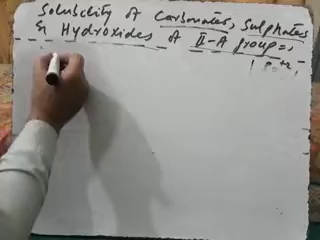 Solubility of Carbonates, Sulphates
& Hydroxides of II-A group =,